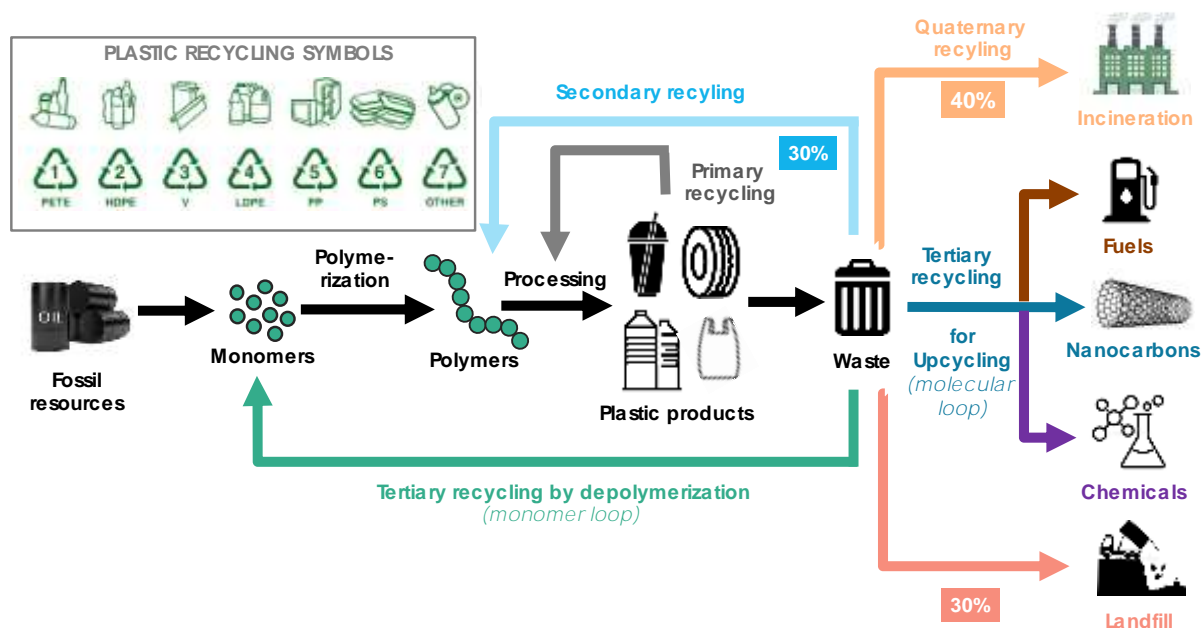 PLASTIC RECYCLING SYMBOLS
1
2
3
4
5
6
7
PETE
HDPE
V
LDPE
PP
PS
OTHER
Secondary recyling
30%
Primary
recycling
Quaternary
recyling
40%
Incineration
Fuels
Tertiary
recycling
for
Upcycling
(molecular
loop)
Nanocarbons
Chemicals
30%
Landfill
OIL
Fossil
resources
Monomers
Polyme-
rization
Polymers
Processing
Plastic products
Waste
Tertiary recycling by depolymerization
(monomer loop)